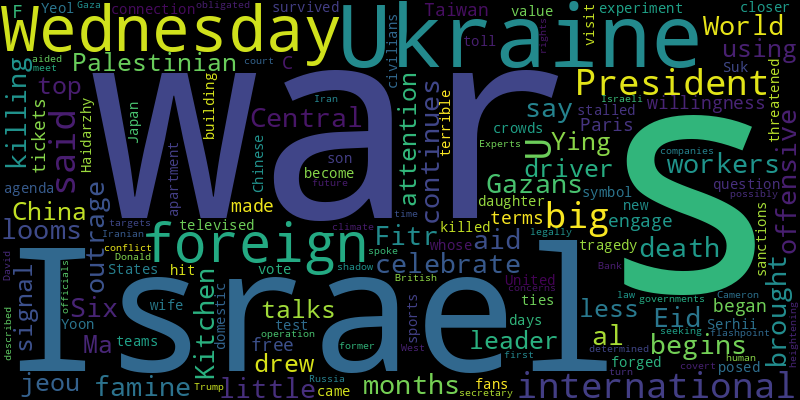 F Yeol Gaza connection obligated survived Taiwan value experiment closer
Wednesday Ukraine visit World
civilians toll rights
Palestinian C court aided meet President using
killing top Central Suk
tickets said Haidarzhy Japan building Iran attention continues terrible say stalled willingness threatened
War S
Israeli Paris
Experts crowds U Ying
apartment Chinese son become future
driver companies workers
Gazans symbol question new possibly
agenda China made daughter
terms big engage offensive
looms outrage targets televised climate time killed legally
foreign Fitr whose aid tragedy death sanctions
Iranian conflict Donald States hit vote shadow spoke celebrate British United concerns Bank
Israel
David signal officials Six Kitchen domestic talks West sports ties less Eid Serhii law governments Cameron brought
Yoon wife test operation former days began seeking flashpoint
described Ma teams free leader first al begins human heightening
drew forged determined posed covert
jeou famine Trump little came Russia months fans secretary international turn